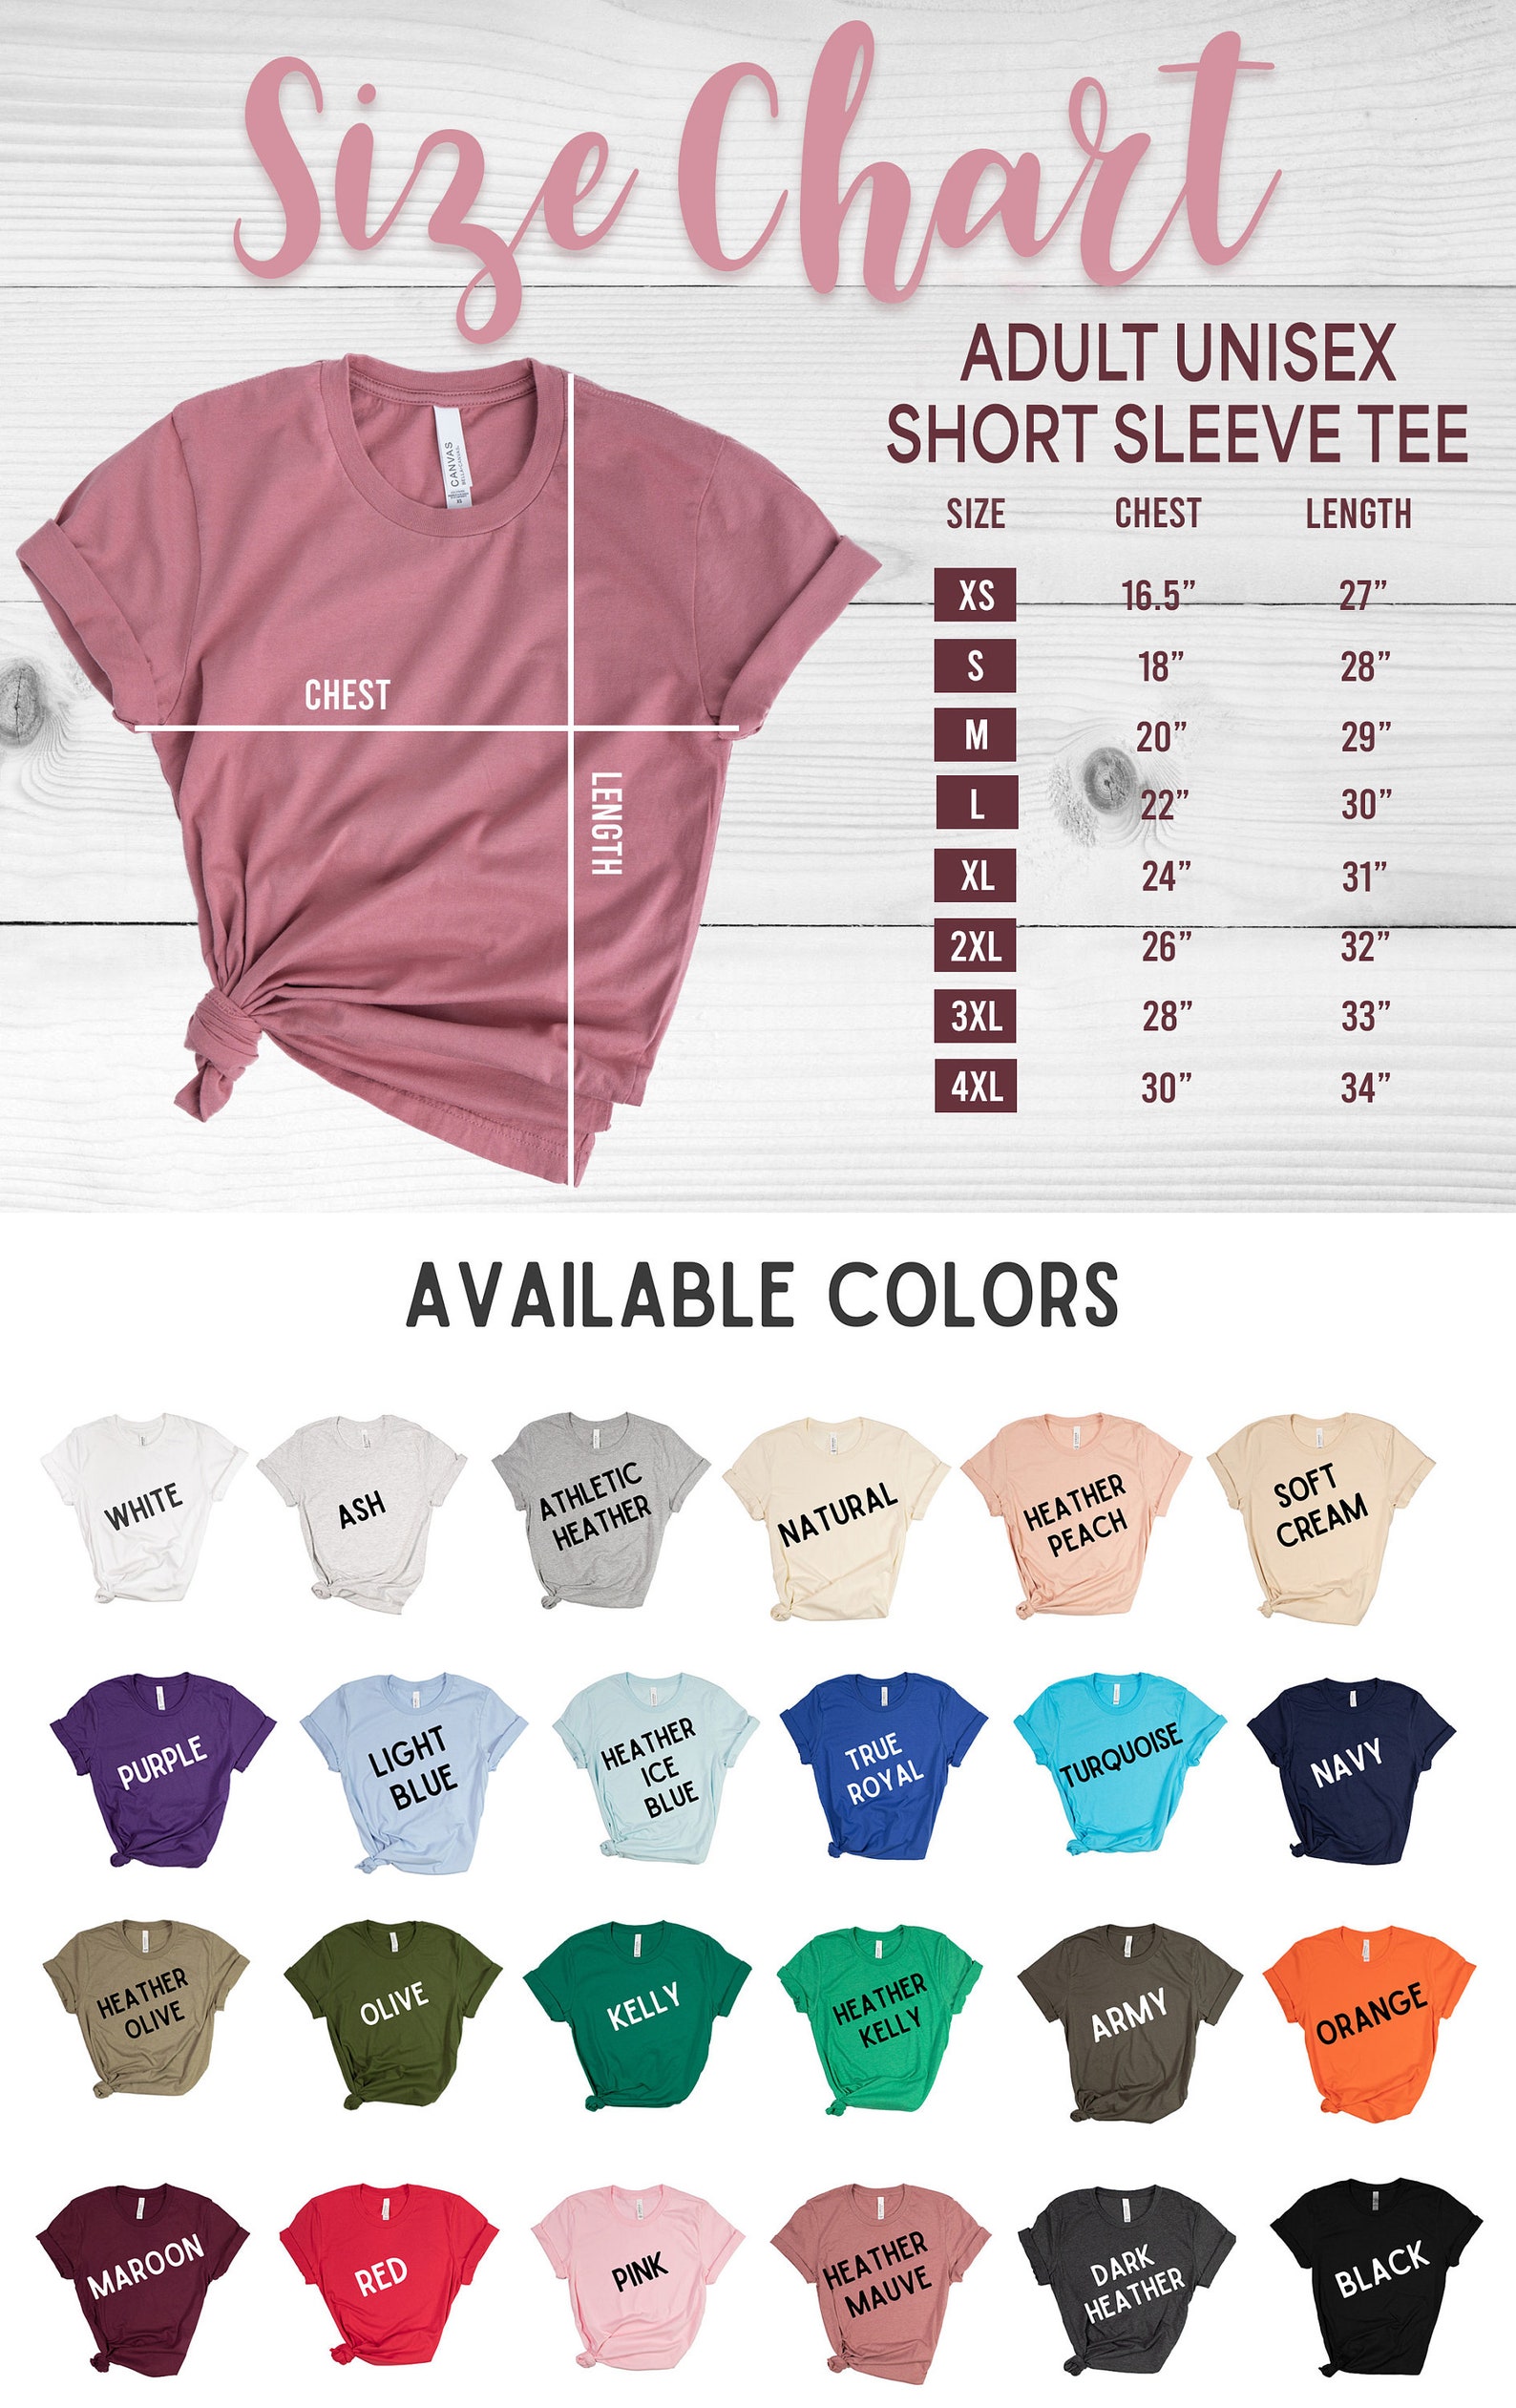 Size Chart
ADULT UNISEX
SHORT SLEEVE TEE
SIZE CHEST LENGTH
XS 16.5” 27”
S 18” 28”
M 20” 29”
L 22” 30”
XL 24” 31”
2XL 26” 32”
3XL 28” 33”
4XL 30” 34”
CANVAS
CHEST
LENGTH
AVAILABLE COLORS
WHITE
ASH
ATHLETIC
HEATHER
NATURAL
HEATHER
PEACH
SOFT
CREAM
PURPLE
LIGHT
BLUE
HEATHER
ICE
BLUE
TRUE
ROYAL
TURQUOISE
NAVY
HEATHER
OLIVE
OLIVE
KELLY
HEATHER
KELLY
ARMY
ORANGE
MAROON
RED
PINK
HEATHER
MAUVE
DARK
HEATHER
BLACK